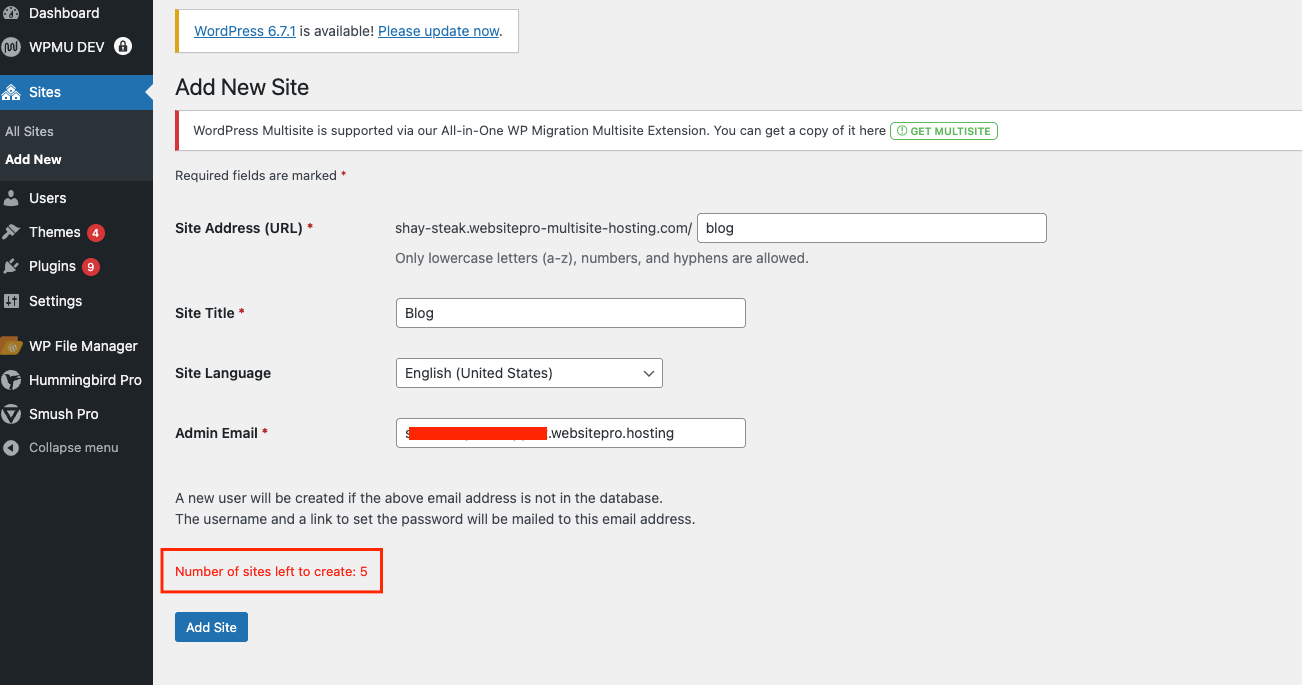 Dashboard
WPMU DEV
Sites
All Sites
Add New
Users
Themes 4
Plugins 9
Settings
WP File Manager
Hummingbird Pro
Smush Pro
Collapse menu
WordPress 6.7.1 is available! Please update now.
Add New Site
WordPress Multisite is supported via our All-in-One WP Migration Multisite Extension. You can get a copy of it here GET MULTISITE
Required fields are marked *
Site Address (URL) * shay-steak.websitepro-multisite-hosting.com/ blog
Only lowercase letters (a-z), numbers, and hyphens are allowed.
Site Title * Blog
Site Language English (United States)
Admin Email * .websitepro.hosting
A new user will be created if the above email address is not in the database.
The username and a link to set the password will be mailed to this email address.
Number of sites left to create: 5
Add Site